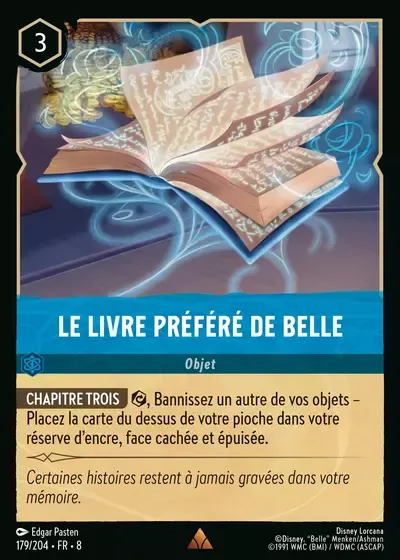 3
LE LIVRE PRÉFÉRÉ DE BELLE
Objet
CHAPITRE TROIS , Bannissez un autre de vos objets –
Placez la carte du dessus de votre pioche dans votre
réserve d'encre, face cachée et épuisée.
Certaines histoires restent à jamais gravées dans votre
mémoire.
Edgar Pasten
179/204 • FR • 8
Disney Lorcana
©Disney. "Belle" Menken/Ashman
©1991 WMC (BMI) / WDMC (ASCAP)